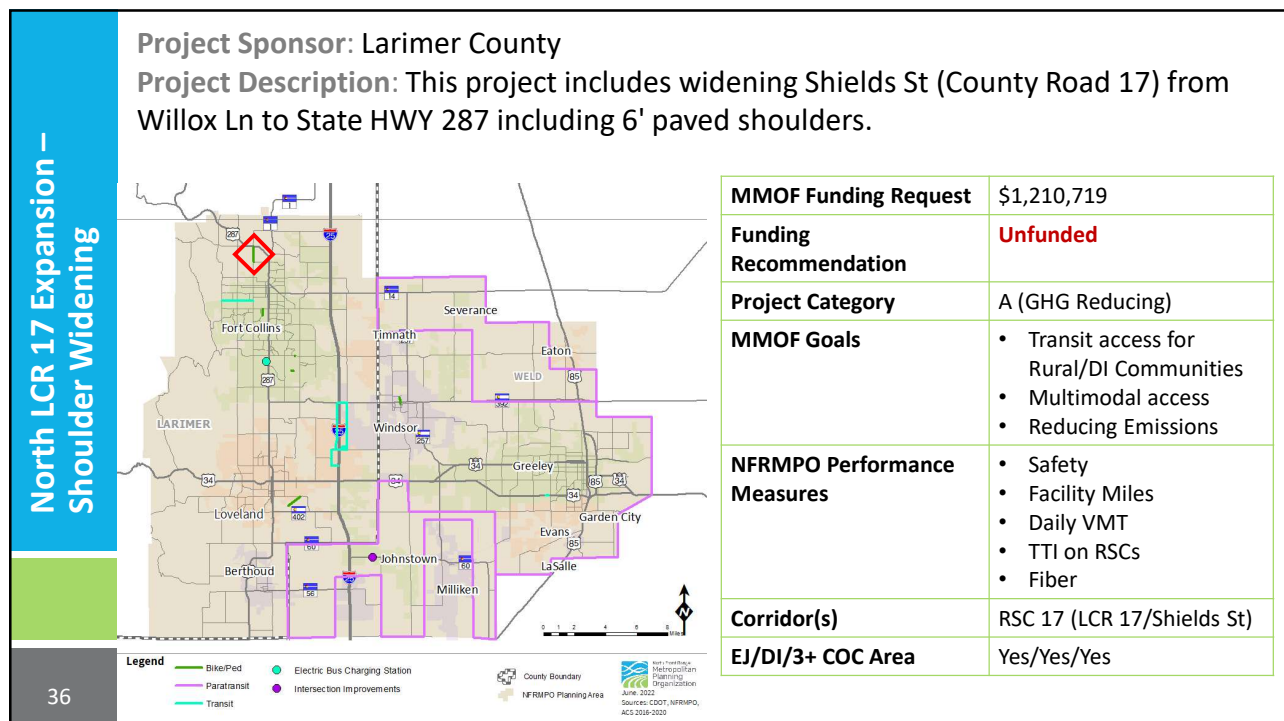 North LCR 17 Expansion –
Shoulder Widening
36
Project Sponsor: Larimer County
Project Description: This project includes widening Shields St (County Road 17) from
Willox Ln to State HWY 287 including 6' paved shoulders.
1
1
287
25
14
Severance
Fort Collins
Timnath
257
Eaton
WELD
85
287
392
LARIMER
25
Windsor
257
34
Greeley
34
34
34
85
34
Loveland
402
Garden City
Evans
85
60
Johnstown
60
LaSalle
Berthoud
56
25
Milliken
N
0 1 2 4 6 8
Miles
Legend
Bike/Ped
Paratransit
Transit
Electric Bus Charging Station
Intersection Improvements
County Boundary
NFRMPO Planning Area
North Front Range
Metropolitan
Planning
Organization
June, 2022
Sources: CDOT, NFRMPO,
ACS 2016-2020
MMOF Funding Request $1,210,719
Funding
Recommendation Unfunded
Project Category A (GHG Reducing)
MMOF Goals • Transit access for
Rural/DI Communities
• Multimodal access
• Reducing Emissions
NFRMPO Performance
Measures • Safety
• Facility Miles
• Daily VMT
• TTI on RSCs
• Fiber
Corridor(s) RSC 17 (LCR 17/Shields St)
EJ/DI/3+ COC Area Yes/Yes/Yes